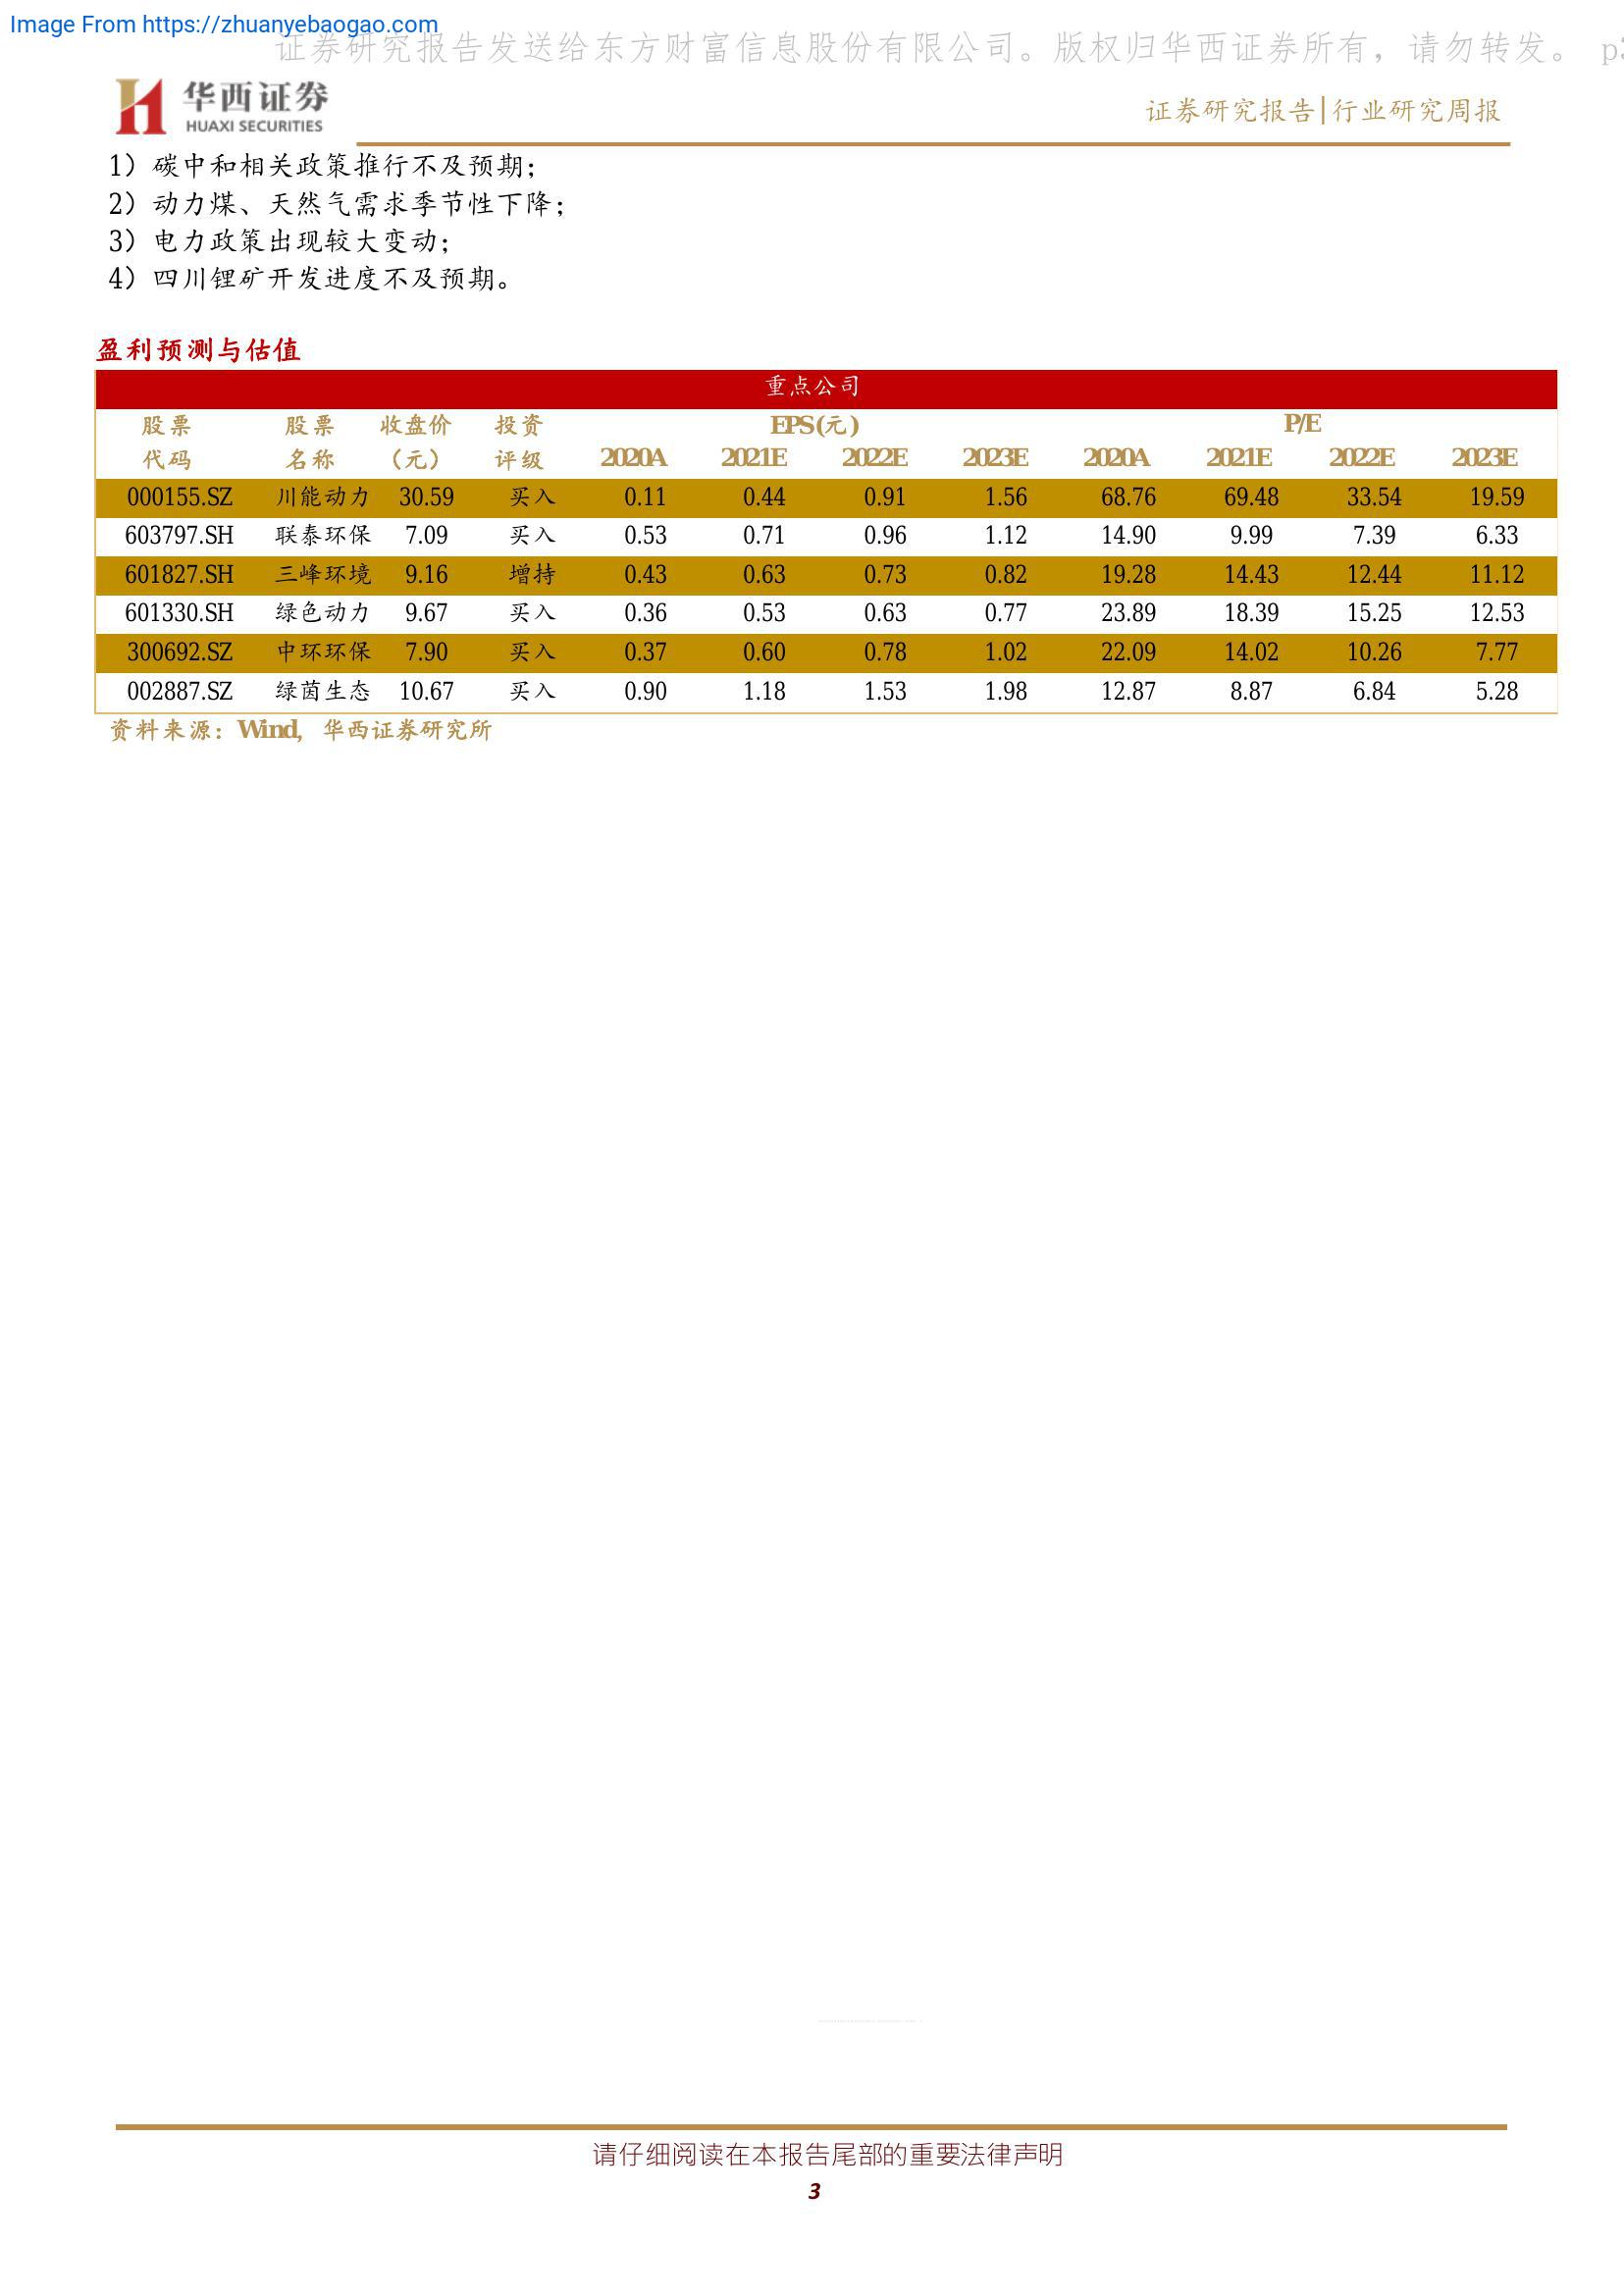 Image From https://zhuanyebaogao.com
证券研究报告发送给东方财富信息股份有限公司。版权归华西证券所有，请勿转发。 p3
华西证券
HUAXI SECURITIES
证券研究报告|行业研究周报
1）碳中和相关政策推行不及预期；
2）动力煤、天然气需求季节性下降；
3）电力政策出现较大变动；
4）四川锂矿开发进度不及预期。
盈利预测与估值
重点公司
股票 股票 收盘价 投资 EPS(元) P/E
代码 名称 （元） 评级 2020A 2021E 2022E 2023E 2020A 2021E 2022E 2023E
000155.SZ 川能动力 30.59 买入 0.11 0.44 0.91 1.56 68.76 69.48 33.54 19.59
603797.SH 联泰环保 7.09 买入 0.53 0.71 0.96 1.12 14.90 9.99 7.39 6.33
601827.SH 三峰环境 9.16 增持 0.43 0.63 0.73 0.82 19.28 14.43 12.44 11.12
601330.SH 绿色动力 9.67 买入 0.36 0.53 0.63 0.77 23.89 18.39 15.25 12.53
300692.SZ 中环环保 7.90 买入 0.37 0.60 0.78 1.02 22.09 14.02 10.26 7.77
002887.SZ 绿茵生态 10.67 买入 0.90 1.18 1.53 1.98 12.87 8.87 6.84 5.28
资料来源：Wind，华西证券研究所
请仔细阅读在本报告尾部的重要法律声明
3